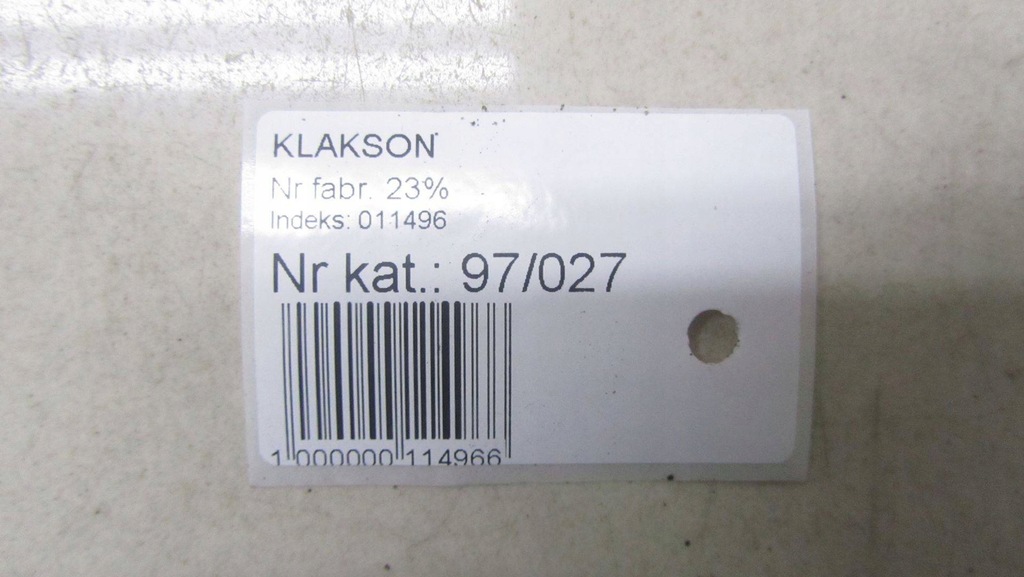 KLAKSON
Nr fabr. 23%
Indeks: 011496
Nr kat.: 97/027
1 000000 114966